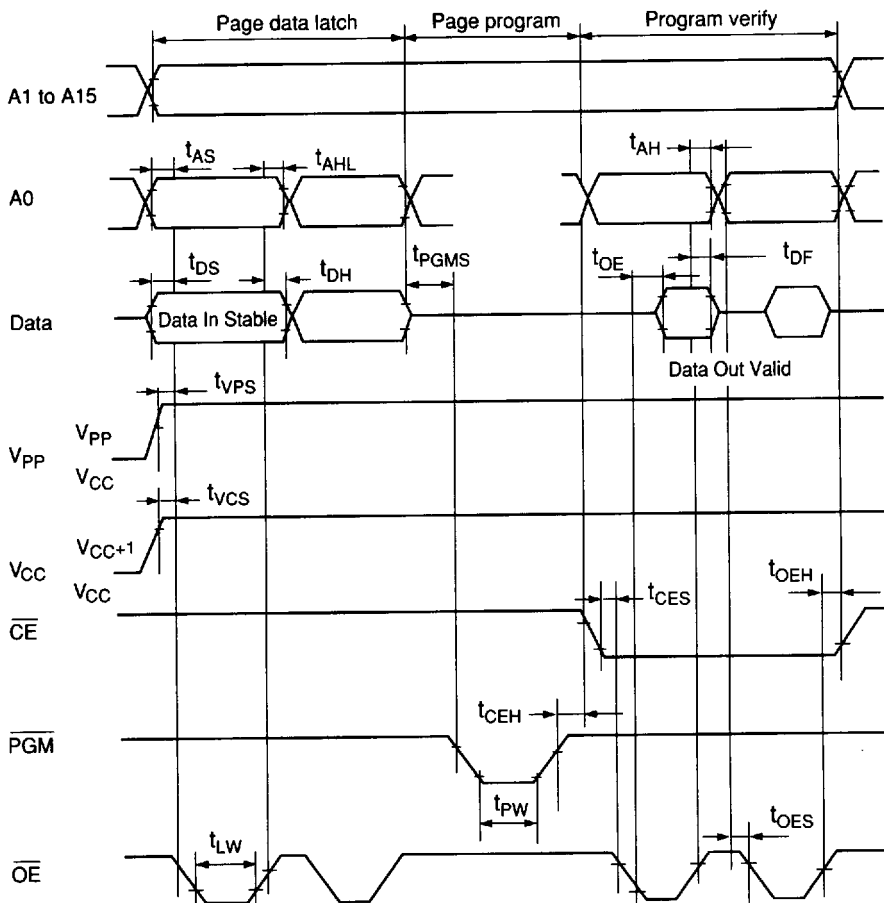 Page data latch Page program Program verify
A1 to A15
tAS tAHL tAH
A0
tDS tDH tPGMS tOE tDF
Data Data In Stable
Data Out Valid
tVPS
VPP VPP
VCC
tVCS
VCC VCC+1
VCC
tCES tOEH
CE
tCEH
PGM
tPW tOES
tLW
OE